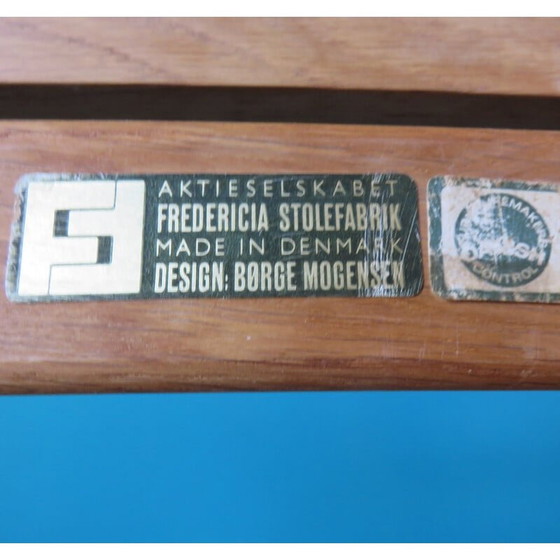 AKTIESELSKABET
FREDERICIA STOLEFABRIK
MADE IN DENMARK
DESIGN: BØRGE MOGENSEN
CONTROL